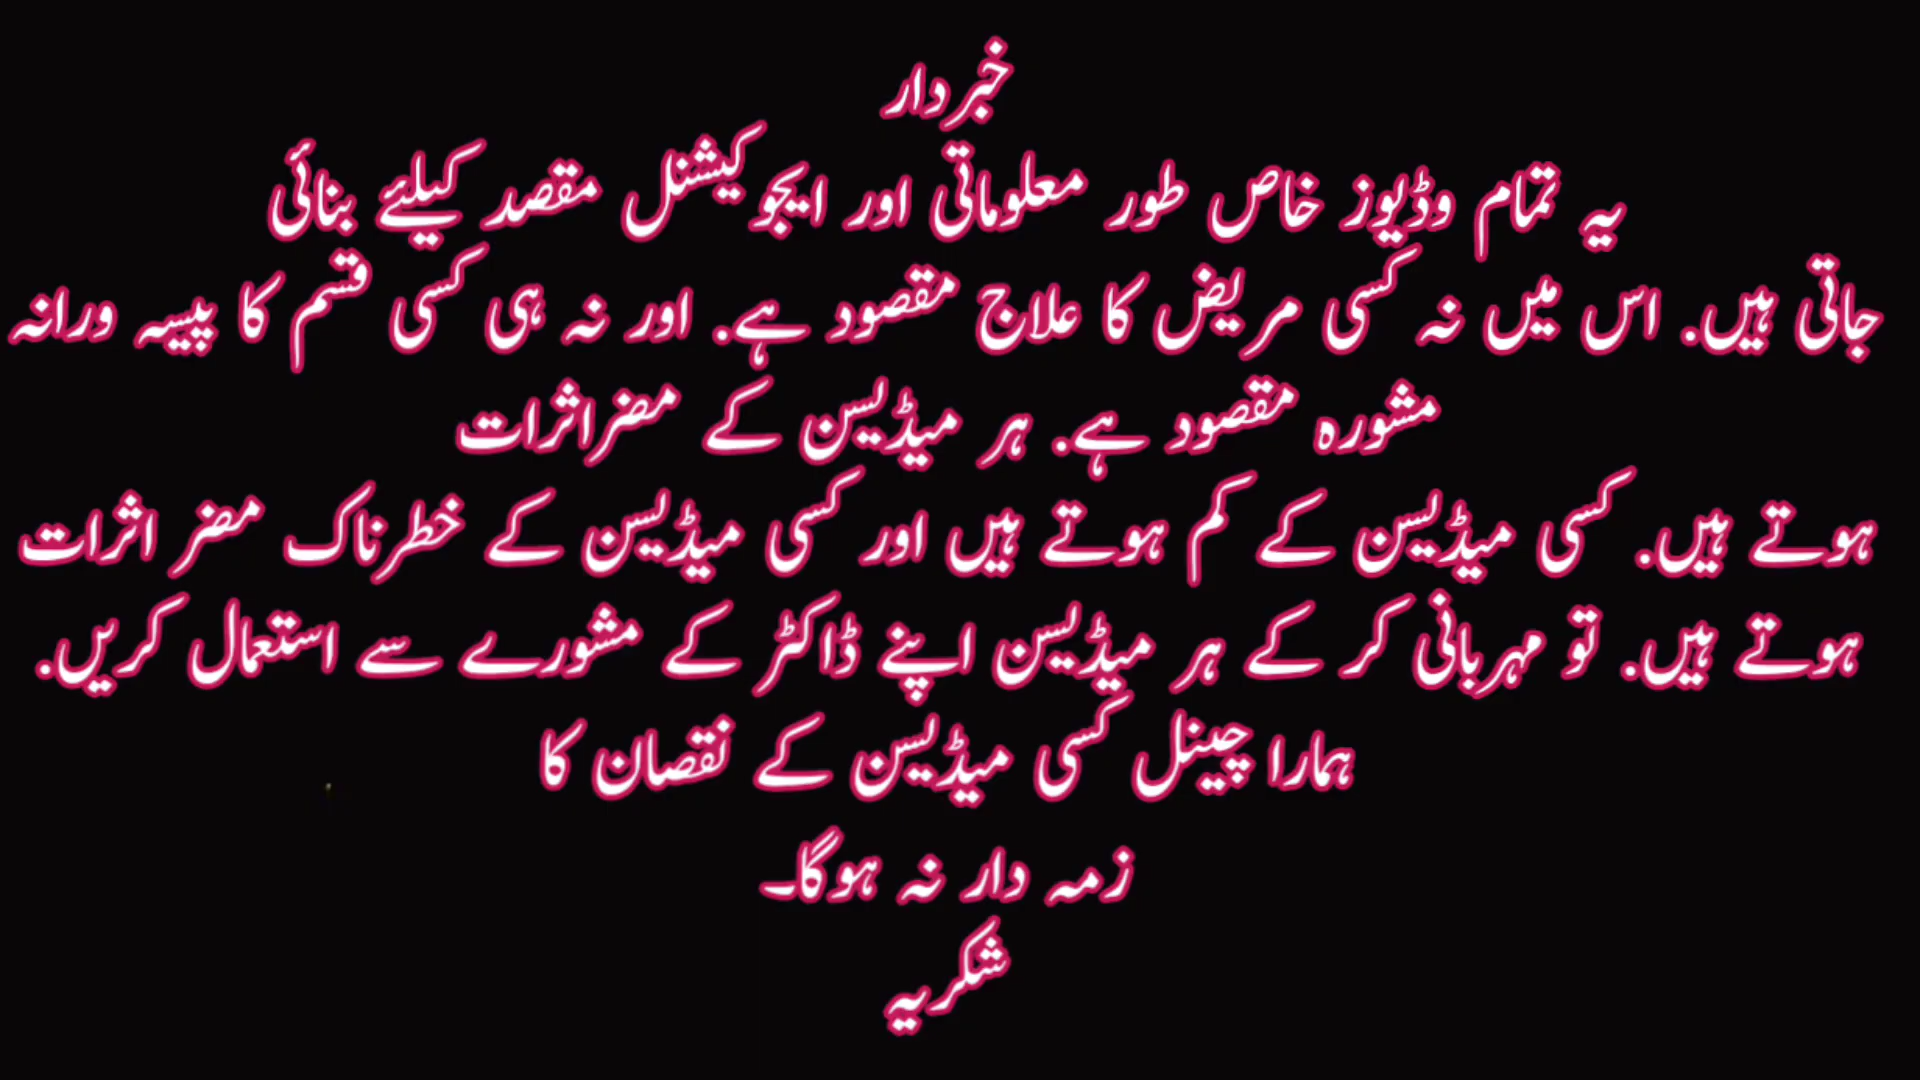 خبردار
یہ تمام وڈیوز خاص طور معلوماتی اور ایجوکیشنل مقصد کیلئے بنائی
جاتی ہیں. اس میں نہ کسی مریض کا علاج مقصود ہے. اور نہ ہی کسی قسم کا پیسہ ورانہ
مشورہ مقصود ہے. ہر میڈیسن کے مضراثرات
ہوتے ہیں. کسی میڈیسن کے کم ہوتے ہیں اور کسی میڈیسن کے خطرناک مضر اثرات
ہوتے ہیں. تو مہربانی کر کے ہر میڈیسن اپنے ڈاکٹر کے مشورے سے استعمال کریں.
ہمارا چینل کسی میڈیسن کے نقصان کا
زمہ دار نہ ہوگا۔
شکریہ